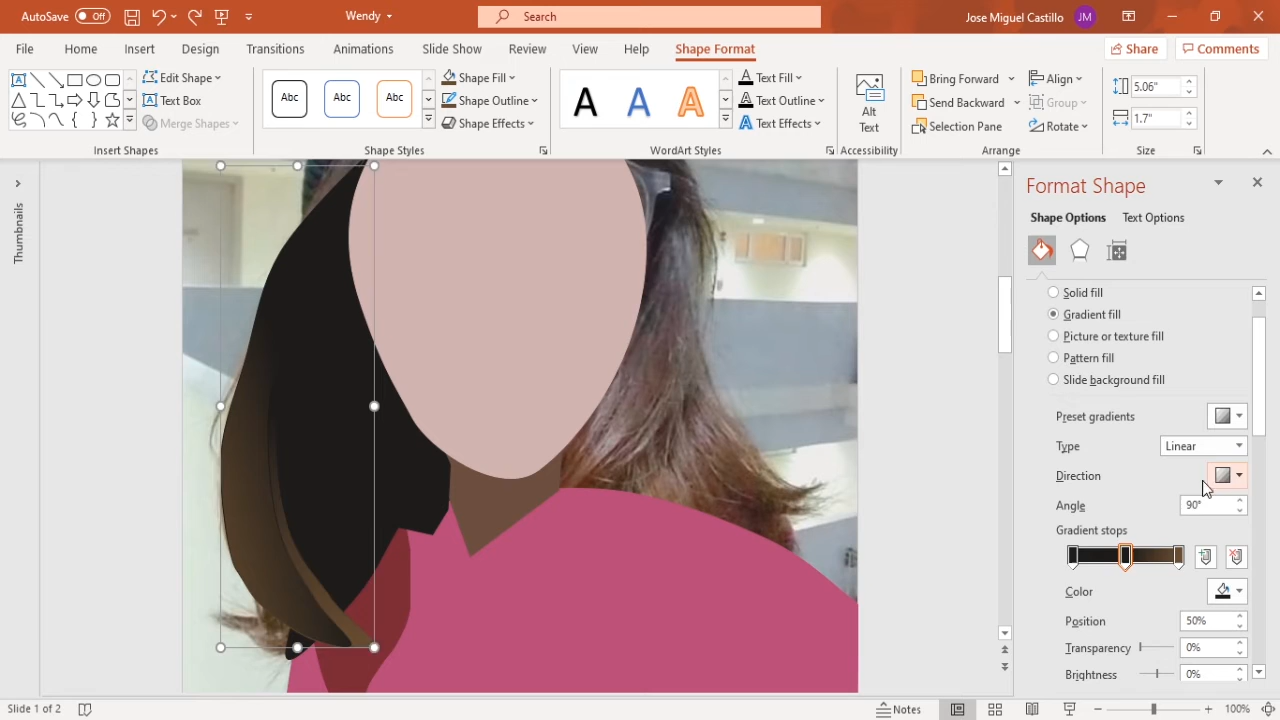 AutoSave Off Wendy Search Jose Miguel Castillo JM
File Home Insert Design Transitions Animations Slide Show Review View Help Shape Format Share Comments
Edit Shape
Text Box
Merge Shapes
Insert Shapes
Abc Abc Abc
Shape Fill
Shape Outline
Shape Effects
Shape Styles
A A A
Text Fill
Text Outline
Text Effects
WordArt Styles
Alt
Text
Accessibility
Bring Forward
Send Backward
Selection Pane
Align
Group
Rotate
Arrange
5.06"
1.7"
Size
Thumbnails
Format Shape
Shape Options Text Options
Solid fill
Gradient fill
Picture or texture fill
Pattern fill
Slide background fill
Preset gradients
Type Linear
Direction
Angle 90°
Gradient stops
Color
Position 50%
Transparency 0%
Brightness 0%
Slide 1 of 2 Notes 100%